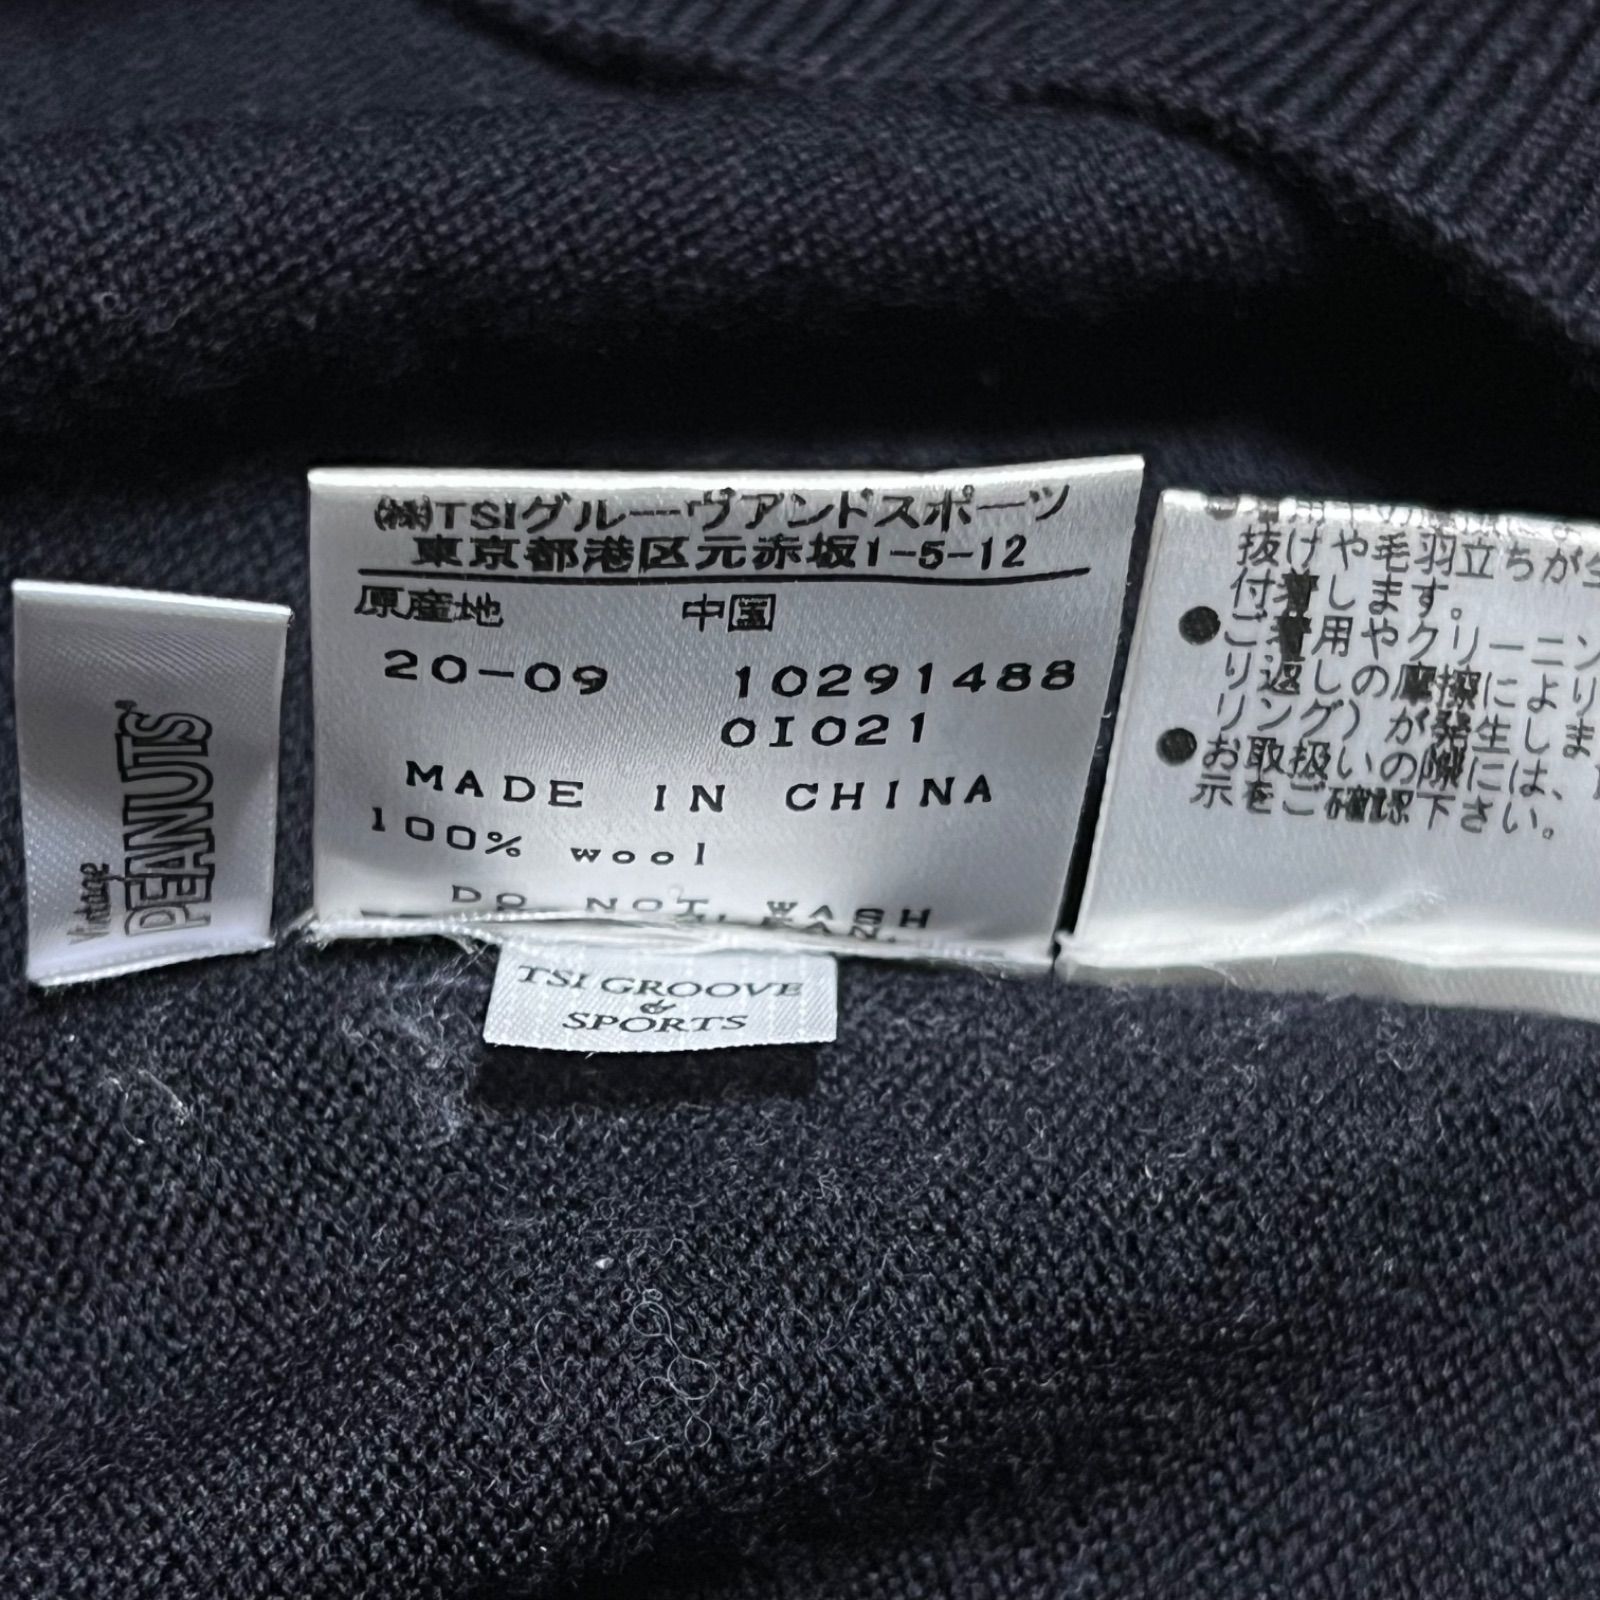 Vintage
PEANUTS
㈱TSIグルーヴアンドスポーツ
東京都港区元赤坂1-5-12
原産地 中国
20-09 10291488
0I021
MADE IN CHINA
100% wool
DO NOT WASH
TSI GROOVE
&
SPORTS
抜けや毛羽立ちが生
付着します。
●ご着用やクリーニン
り返しの摩擦により
リング)が発生しま
●お取扱いの際には、
示をご確認下さい。